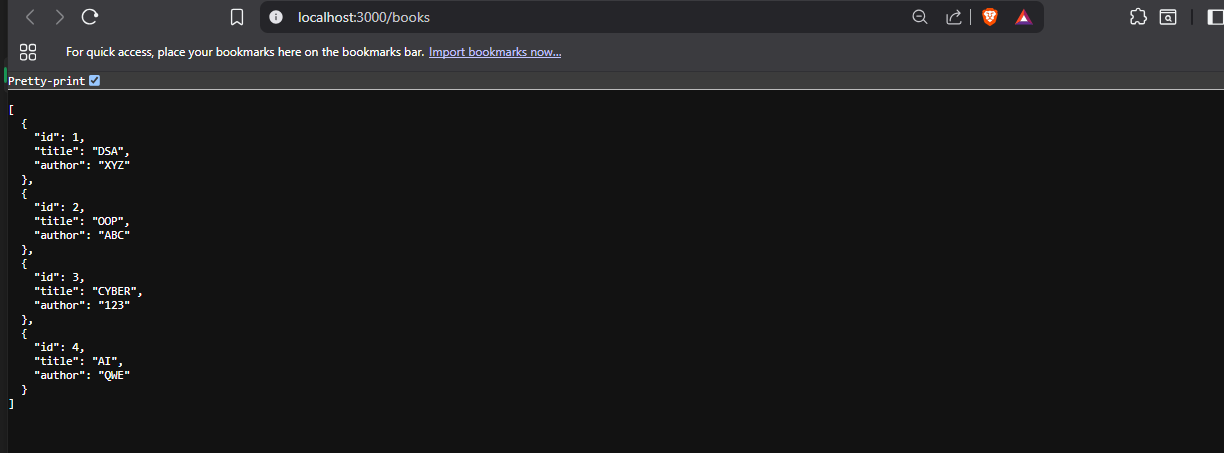 localhost:3000/books
For quick access, place your bookmarks here on the bookmarks bar. Import bookmarks now...
Pretty-print
[
  {
    "id": 1,
    "title": "DSA",
    "author": "XYZ"
  },
  {
    "id": 2,
    "title": "OOP",
    "author": "ABC"
  },
  {
    "id": 3,
    "title": "CYBER",
    "author": "123"
  },
  {
    "id": 4,
    "title": "AI",
    "author": "QWE"
  }
]